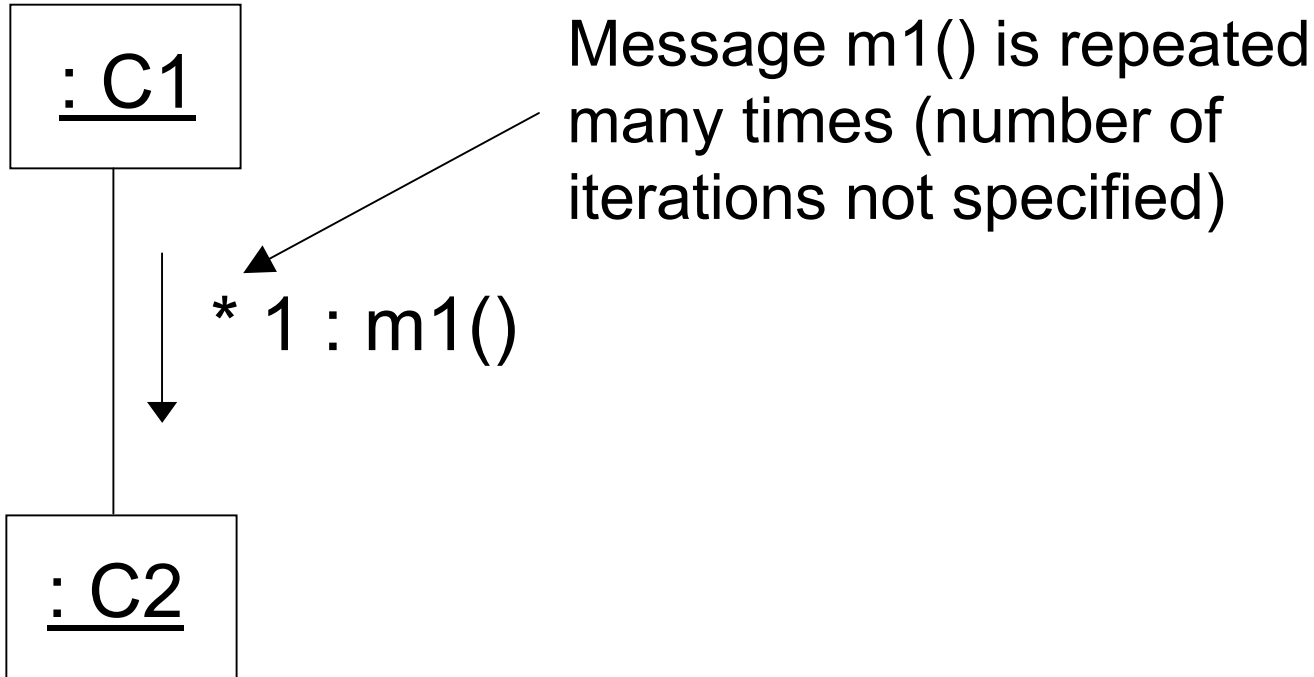 : C1
Message m1() is repeated
many times (number of
iterations not specified)
* 1 : m1()
: C2